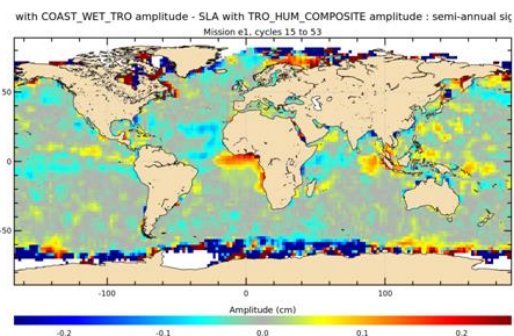 with COAST_WET_TRO amplitude - SLA with TRO_HUM_COMPOSITE amplitude : semi-annual sig
Mission e1, cycles 15 to 53
50
0
-50
-100 0 100
Amplitude (cm)
-0.2 -0.1 0.0 0.1 0.2